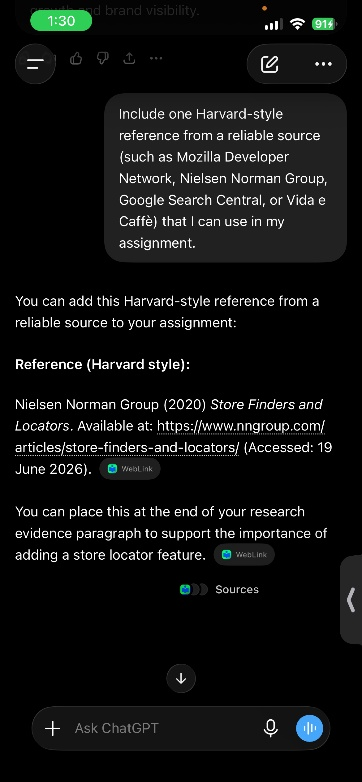 growth and brand visibility.
1:30
91
Include one Harvard-style
reference from a reliable source
(such as Mozilla Developer
Network, Nielsen Norman Group,
Google Search Central, or Vida e
Caffè) that I can use in my
assignment.
You can add this Harvard-style reference from a
reliable source to your assignment:
Reference (Harvard style):
Nielsen Norman Group (2020) Store Finders and
Locators. Available at: https://www.nngroup.com/
articles/store-finders-and-locators/ (Accessed: 19
June 2026). WebLink
You can place this at the end of your research
evidence paragraph to support the importance of
adding a store locator feature. WebLink
Sources
Ask ChatGPT